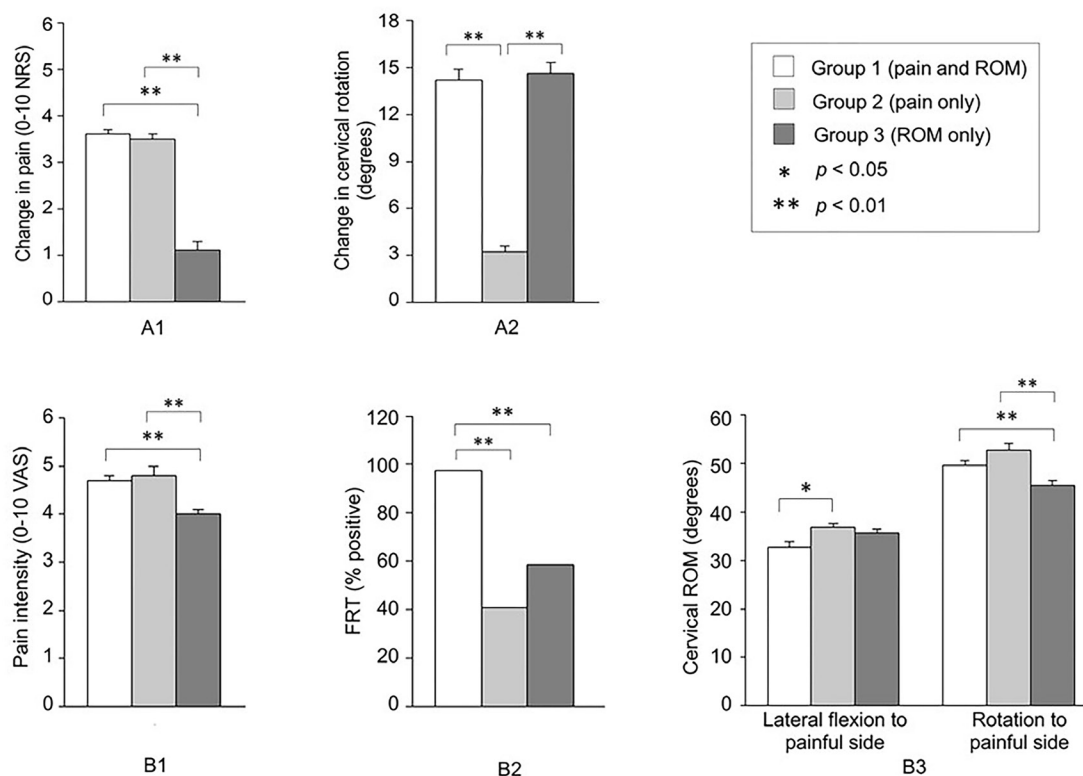 Change in pain (0-10 NRS)
6
5
4
3
2
1
0
**
**
A1
Change in cervical rotation
(degrees)
18
15
12
9
6
3
0
** **
A2
Group 1 (pain and ROM)
Group 2 (pain only)
Group 3 (ROM only)
* p < 0.05
** p < 0.01
Pain intensity (0-10 VAS)
6
5
4
3
2
1
0
**
**
B1
FRT (% positive)
120
100
80
60
40
20
0
**
**
B2
Cervical ROM (degrees)
60
50
40
30
20
10
0
*
**
**
Lateral flexion to
painful side
Rotation to
painful side
B3